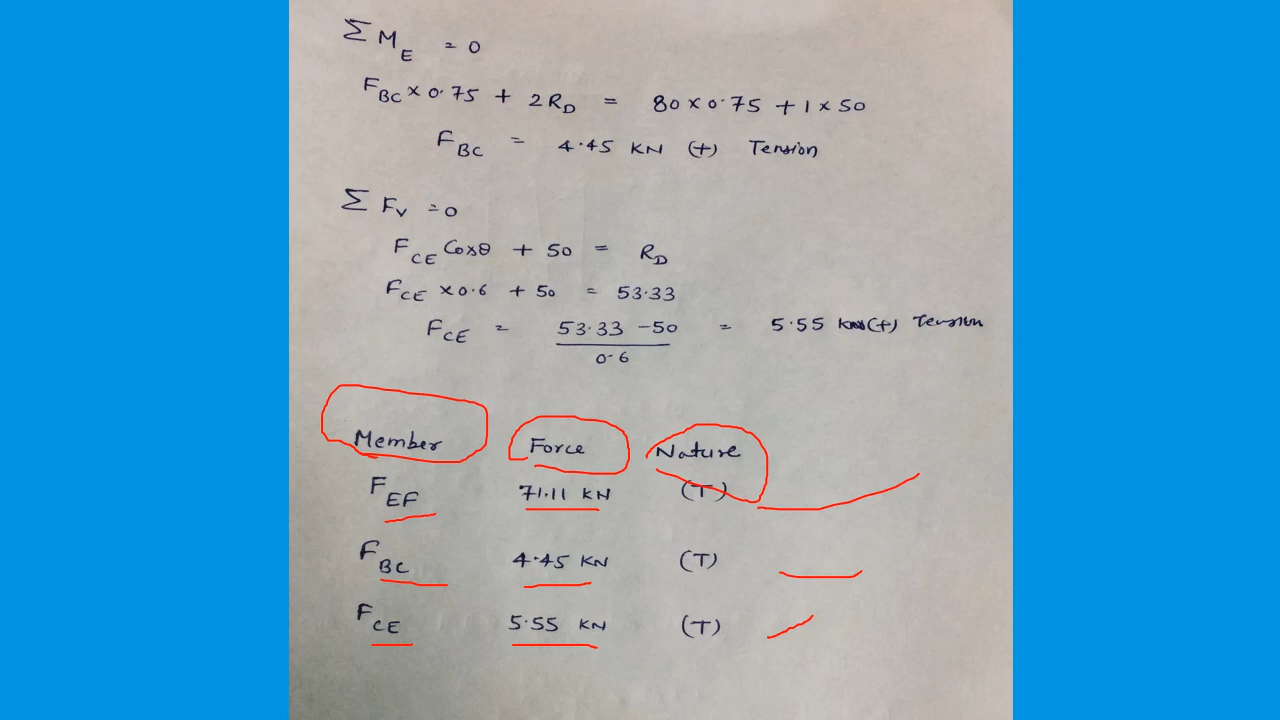 Σ M_E = 0
F_BC × 0.75 + 2R_D = 80 × 0.75 + 1 × 50
F_BC = 4.45 KN (+) Tension
Σ F_V = 0
F_CE Cosθ + 50 = R_D
F_CE × 0.6 + 50 = 53.33
F_CE = (53.33 - 50)/0.6 = 5.55 KN (+) Tension
Member Force Nature
F_EF 71.11 KN (T)
F_BC 4.45 KN (T)
F_CE 5.55 KN (T)